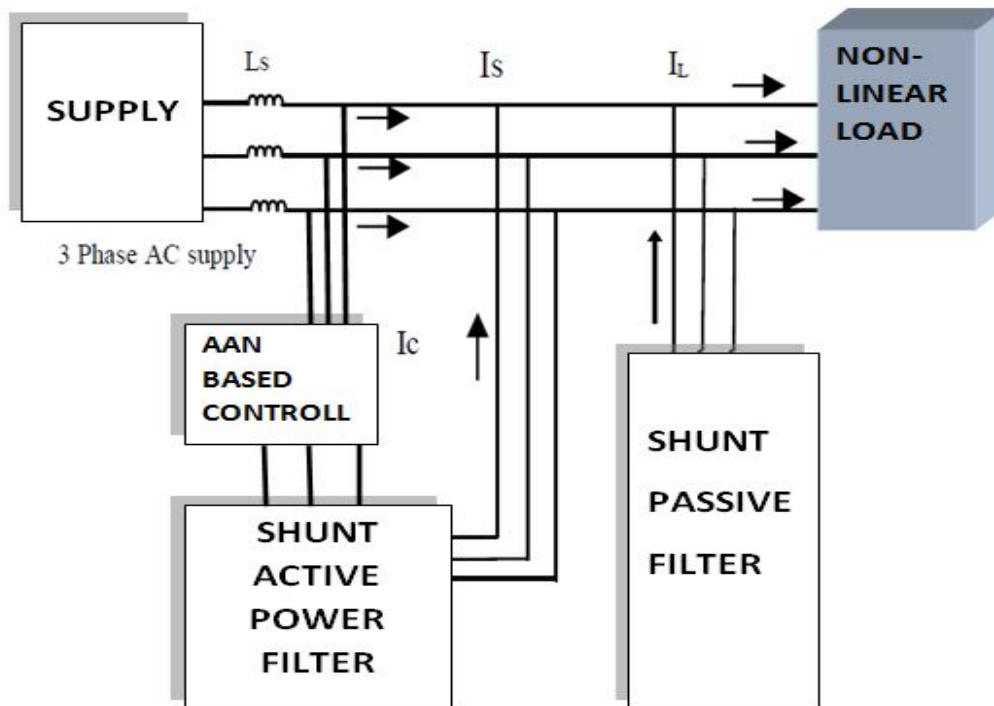 SUPPLY
3 Phase AC supply
Ls
Is
IL
NON-
LINEAR
LOAD
AAN
BASED
CONTROLL
Ic
SHUNT
ACTIVE
POWER
FILTER
SHUNT
PASSIVE
FILTER